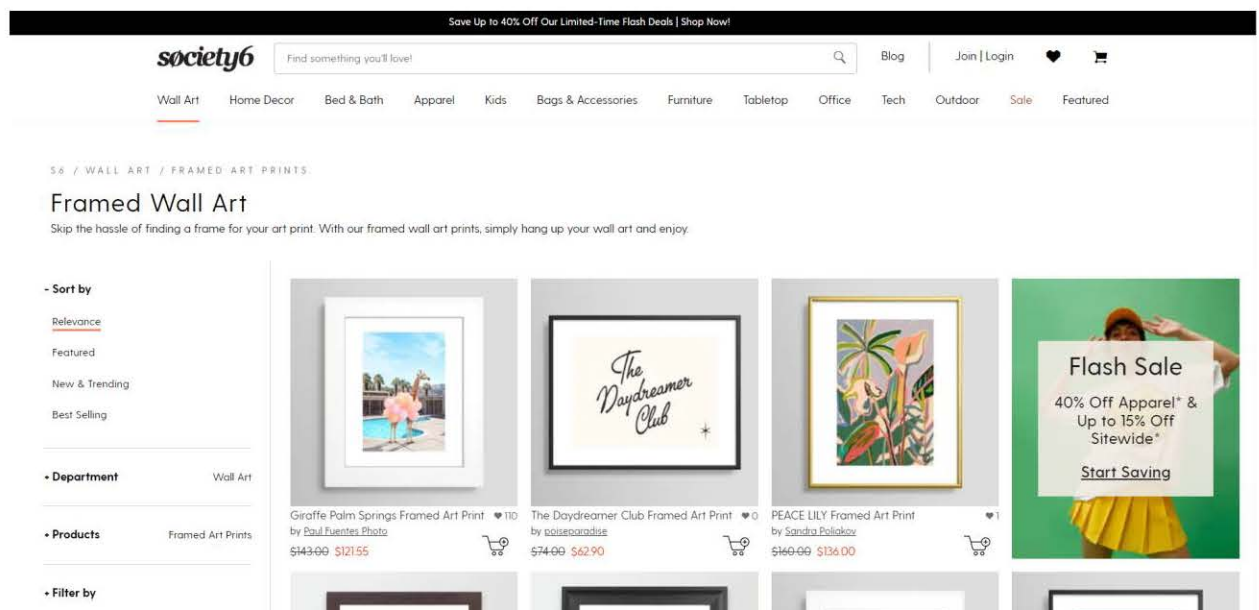 Save Up to 40% Off Our Limited-Time Flash Deals | Shop Now!
søciety6
Find something you'll love!
Blog
Join | Login
Wall Art Home Decor Bed & Bath Apparel Kids Bags & Accessories Furniture Tabletop Office Tech Outdoor Sale Featured
S6 / WALL ART / FRAMED ART PRINTS
Framed Wall Art
Skip the hassle of finding a frame for your art print. With our framed wall art prints, simply hang up your wall art and enjoy.
- Sort by
Relevance
Featured
New & Trending
Best Selling
+ Department Wall Art
+ Products Framed Art Prints
+ Filter by
The
Daydreamer
Club
Giraffe Palm Springs Framed Art Print 110
by Paul Fuentes Photo
$143.00 $121.55
The Daydreamer Club Framed Art Print 0
by poiseparadise
$74.00 $62.90
PEACE LILY Framed Art Print 1
by Sandra Poliakov
$160.00 $136.00
Flash Sale
40% Off Apparel* &
Up to 15% Off
Sitewide*
Start Saving